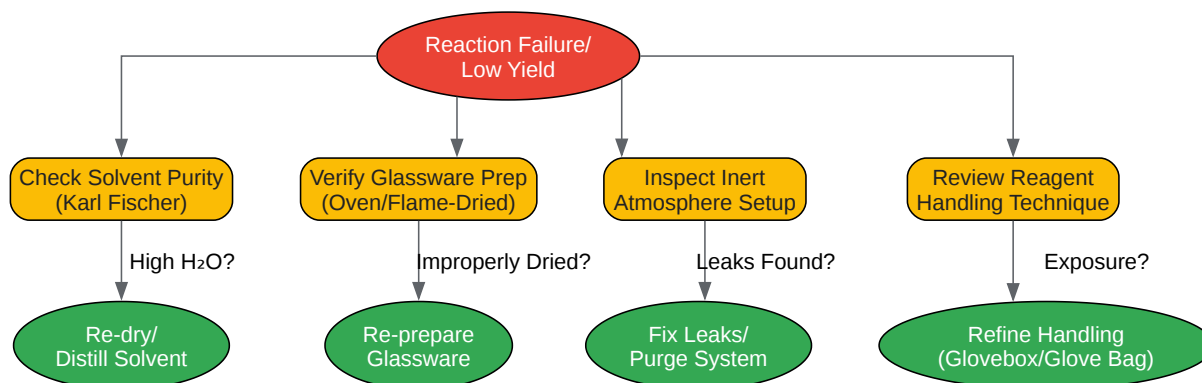 Reaction Failure/
Low Yield
Check Solvent Purity
(Karl Fischer)
Verify Glassware Prep
(Oven/Flame-Dried)
Inspect Inert
Atmosphere Setup
Review Reagent
Handling Technique
High H₂O?
Improperly Dried?
Leaks Found?
Exposure?
Re-dry/
Distill Solvent
Re-prepare
Glassware
Fix Leaks/
Purge System
Refine Handling
(Glovebox/Glove Bag)